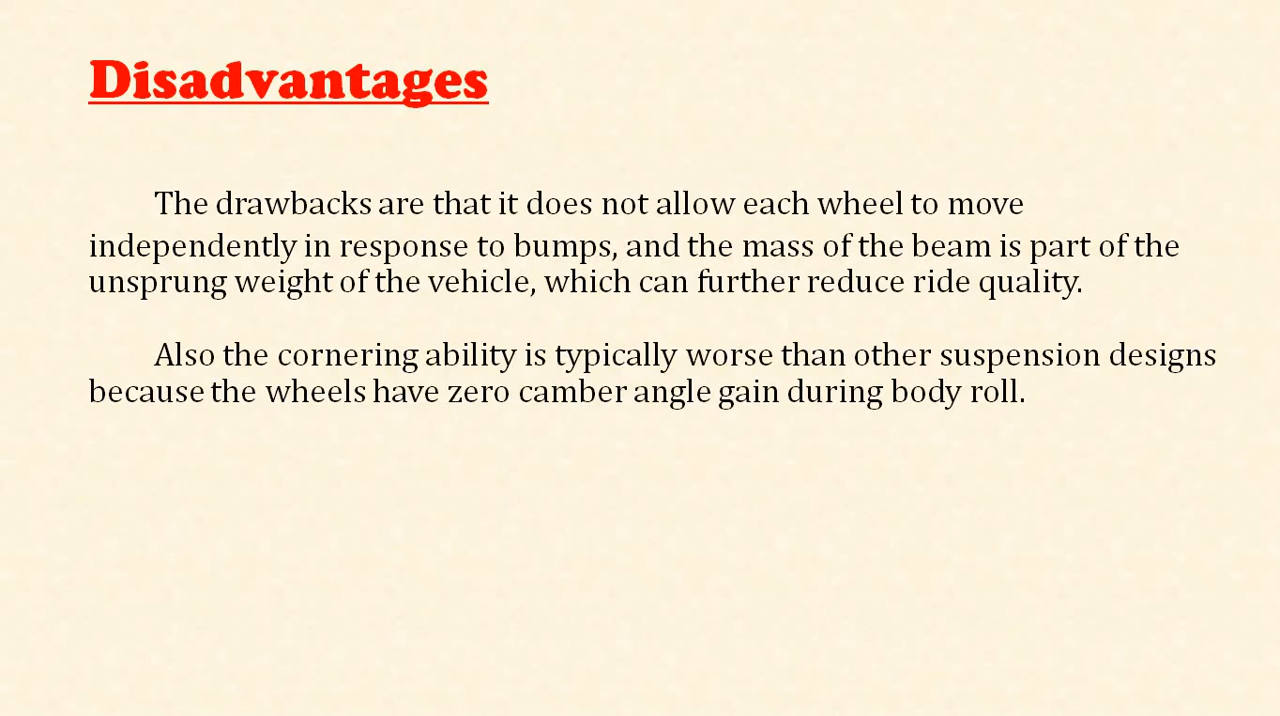 Disadvantages
The drawbacks are that it does not allow each wheel to move
independently in response to bumps, and the mass of the beam is part of the
unsprung weight of the vehicle, which can further reduce ride quality.
Also the cornering ability is typically worse than other suspension designs
because the wheels have zero camber angle gain during body roll.